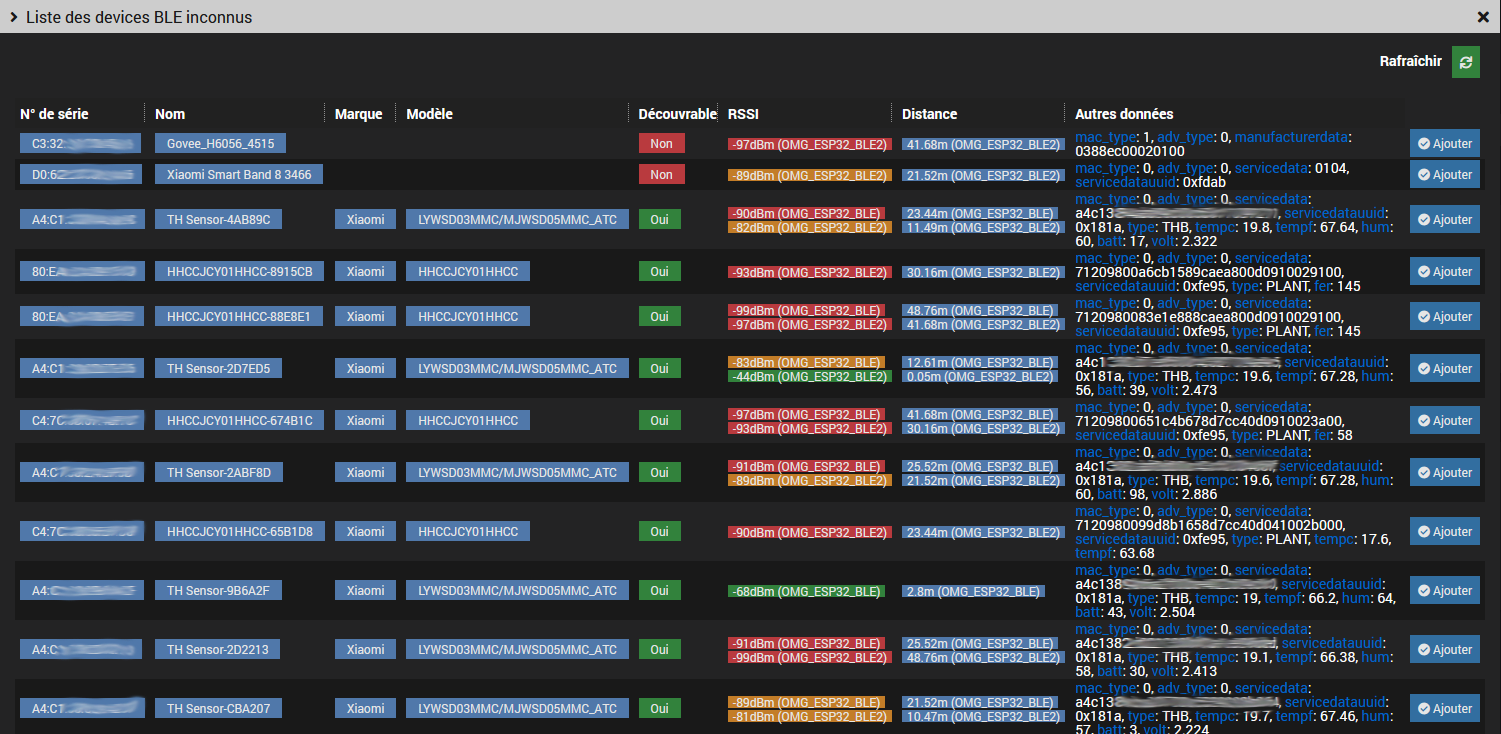 Liste des devices BLE inconnus
Rafraîchir
N° de série Nom Marque Modèle Découvrable RSSI Distance Autres données
C3:32: Govee_H6056_4515 Non -97dBm (OMG_ESP32_BLE2) 41.68m (OMG_ESP32_BLE2) mac_type: 1, adv_type: 0, manufacturerdata:
0388ec00020100 Ajouter
D0:6 Xiaomi Smart Band 8 3466 Non -89dBm (OMG_ESP32_BLE2) 21.52m (OMG_ESP32_BLE2) mac_type: 0, adv_type: 0, servicedata: 0104,
servicedatauuid: 0xfdab Ajouter
A4:C1 TH Sensor-4AB89C Xiaomi LYWSD03MMC/MJWSD05MMC_ATC Oui -90dBm (OMG_ESP32_BLE) 23.44m (OMG_ESP32_BLE) mac_type: 0, adv_type: 0, servicedata:
-82dBm (OMG_ESP32_BLE2) 11.49m (OMG_ESP32_BLE2) a4c13 , servicedatauuid:
0x181a, type: THB, tempc: 19.8, tempf: 67.64, hum:
60, batt: 17, volt: 2.322 Ajouter
80:EA HHCCJCY01HHCC-8915CB Xiaomi HHCCJCY01HHCC Oui -93dBm (OMG_ESP32_BLE2) 30.16m (OMG_ESP32_BLE2) mac_type: 0, adv_type: 0, servicedata:
71209800a6cb1589caea800d0910029100,
servicedatauuid: 0xfe95, type: PLANT, fer: 145 Ajouter
80:EA HHCCJCY01HHCC-88E8E1 Xiaomi HHCCJCY01HHCC Oui -99dBm (OMG_ESP32_BLE) 48.76m (OMG_ESP32_BLE) mac_type: 0, adv_type: 0, servicedata:
-97dBm (OMG_ESP32_BLE2) 41.68m (OMG_ESP32_BLE2) 7120980083e1e888caea800d0910029100,
servicedatauuid: 0xfe95, type: PLANT, fer: 145 Ajouter
A4:C1 TH Sensor-2D7ED5 Xiaomi LYWSD03MMC/MJWSD05MMC_ATC Oui -83dBm (OMG_ESP32_BLE) 12.61m (OMG_ESP32_BLE) mac_type: 0, adv_type: 0, servicedata:
-44dBm (OMG_ESP32_BLE2) 0.05m (OMG_ESP32_BLE2) a4c1 , servicedatauuid:
0x181a, type: THB, tempc: 19.6, tempf: 67.28, hum:
56, batt: 39, volt: 2.473 Ajouter
C4:7C HHCCJCY01HHCC-674B1C Xiaomi HHCCJCY01HHCC Oui -97dBm (OMG_ESP32_BLE) 41.68m (OMG_ESP32_BLE) mac_type: 0, adv_type: 0, servicedata:
-93dBm (OMG_ESP32_BLE2) 30.16m (OMG_ESP32_BLE2) 71209800651c4b678d7cc40d0910023a00,
servicedatauuid: 0xfe95, type: PLANT, fer: 58 Ajouter
A4:C TH Sensor-2ABF8D Xiaomi LYWSD03MMC/MJWSD05MMC_ATC Oui -91dBm (OMG_ESP32_BLE) 25.52m (OMG_ESP32_BLE) mac_type: 0, adv_type: 0, servicedata:
-89dBm (OMG_ESP32_BLE2) 21.52m (OMG_ESP32_BLE2) a4c13 , servicedatauuid:
0x181a, type: THB, tempc: 19.6, tempf: 67.28, hum:
60, batt: 98, volt: 2.886 Ajouter
C4:7C HHCCJCY01HHCC-65B1D8 Xiaomi HHCCJCY01HHCC Oui -90dBm (OMG_ESP32_BLE2) 23.44m (OMG_ESP32_BLE2) mac_type: 0, adv_type: 0, servicedata:
7120980099d8b1658d7cc40d041002b000,
servicedatauuid: 0xfe95, type: PLANT, tempc: 17.6,
tempf: 63.68 Ajouter
A4: TH Sensor-9B6A2F Xiaomi LYWSD03MMC/MJWSD05MMC_ATC Oui -68dBm (OMG_ESP32_BLE) 2.8m (OMG_ESP32_BLE) mac_type: 0, adv_type: 0, servicedata:
a4c138 , servicedatauuid:
0x181a, type: THB, tempc: 19, tempf: 66.2, hum: 64,
batt: 43, volt: 2.504 Ajouter
A4:C TH Sensor-2D2213 Xiaomi LYWSD03MMC/MJWSD05MMC_ATC Oui -91dBm (OMG_ESP32_BLE) 25.52m (OMG_ESP32_BLE) mac_type: 0, adv_type: 0, servicedata:
-99dBm (OMG_ESP32_BLE2) 48.76m (OMG_ESP32_BLE2) a4c138 , servicedatauuid:
0x181a, type: THB, tempc: 19.1, tempf: 66.38, hum:
58, batt: 30, volt: 2.413 Ajouter
A4:C1 TH Sensor-CBA207 Xiaomi LYWSD03MMC/MJWSD05MMC_ATC Oui -89dBm (OMG_ESP32_BLE) 21.52m (OMG_ESP32_BLE) mac_type: 0, adv_type: 0, servicedata:
-81dBm (OMG_ESP32_BLE2) 10.47m (OMG_ESP32_BLE2) a4c13 , servicedatauuid:
0x181a, type: THB, tempc: 19.7, tempf: 67.46, hum:
57, batt: 3, volt: 2.224 Ajouter